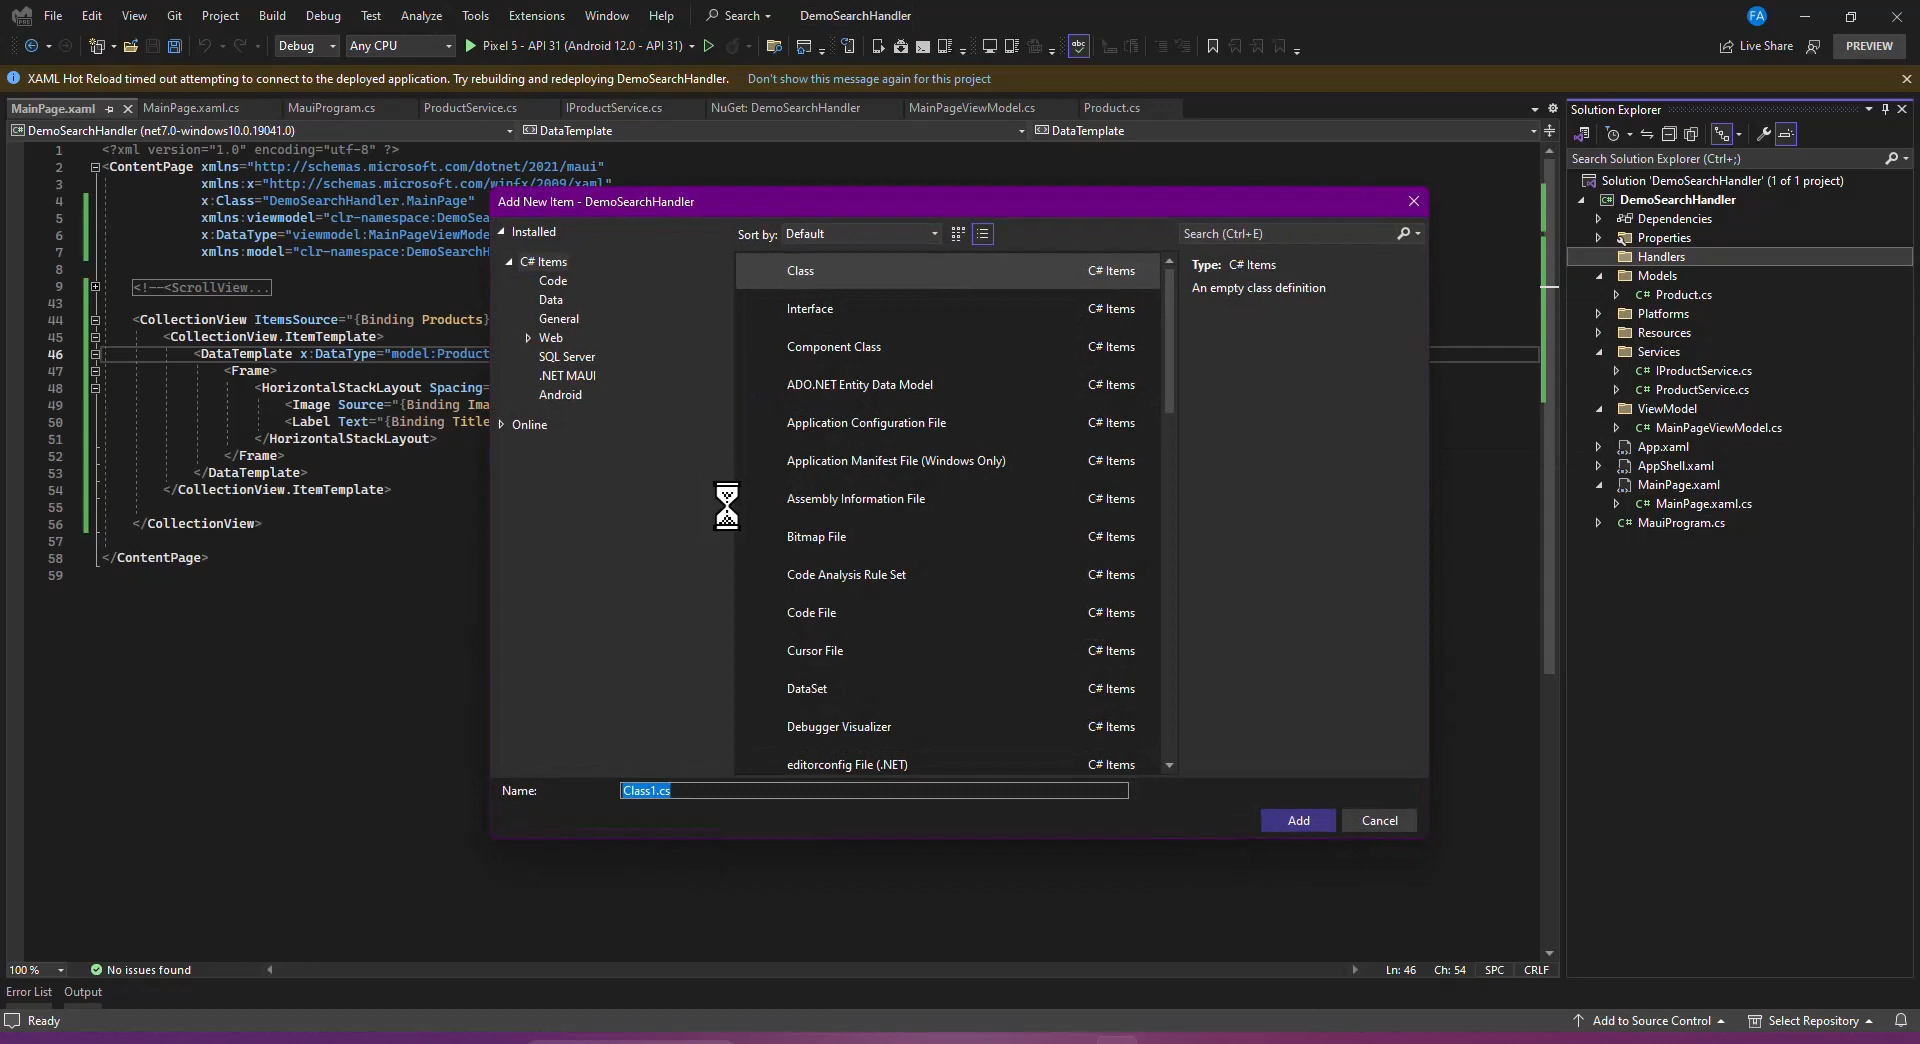 File Edit View Git Project Build Debug Test Analyze Tools Extensions Window Help Search DemoSearchHandler FA
Debug Any CPU Pixel 5 - API 31 (Android 12.0 - API 31) Live Share PREVIEW
XAML Hot Reload timed out attempting to connect to the deployed application. Try rebuilding and redeploying DemoSearchHandler. Don't show this message again for this project
MainPage.xaml MainPage.xaml.cs MauiProgram.cs ProductService.cs IProductService.cs NuGet: DemoSearchHandler MainPageViewModel.cs Product.cs
DemoSearchHandler (net7.0-windows10.0.19041.0) DataTemplate DataTemplate
1 <?xml version="1.0" encoding="utf-8" ?>
2 <ContentPage xmlns="http://schemas.microsoft.com/dotnet/2021/maui"
3 xmlns:x="http://schemas.microsoft.com/winfx/2009/xaml"
4 x:Class="DemoSearchHandler.MainPage"
5 xmlns:viewmodel="clr-namespace:DemoSea
6 x:DataType="viewmodel:MainPageViewMode
7 xmlns:model="clr-namespace:DemoSearchH
8
9 <!--<ScrollView...
43
44 <CollectionView ItemsSource="{Binding Products}
45 <CollectionView.ItemTemplate>
46 <DataTemplate x:DataType="model:Product
47 <Frame>
48 <HorizontalStackLayout Spacing=
49 <Image Source="{Binding Ima
50 <Label Text="{Binding Title
51 </HorizontalStackLayout>
52 </Frame>
53 </DataTemplate>
54 </CollectionView.ItemTemplate>
55
56 </CollectionView>
57
58 </ContentPage>
59
Add New Item - DemoSearchHandler
Installed
C# Items
Code
Data
General
Web
SQL Server
.NET MAUI
Android
Online
Sort by: Default
Class C# Items
Interface C# Items
Component Class C# Items
ADO.NET Entity Data Model C# Items
Application Configuration File C# Items
Application Manifest File (Windows Only) C# Items
Assembly Information File C# Items
Bitmap File C# Items
Code Analysis Rule Set C# Items
Code File C# Items
Cursor File C# Items
DataSet C# Items
Debugger Visualizer C# Items
editorconfig File (.NET) C# Items
Search (Ctrl+E)
Type: C# Items
An empty class definition
Name: Class1.cs
Add Cancel
Solution Explorer
Search Solution Explorer (Ctrl+;)
Solution 'DemoSearchHandler' (1 of 1 project)
DemoSearchHandler
Dependencies
Properties
Handlers
Models
C# Product.cs
Platforms
Resources
Services
C# IProductService.cs
C# ProductService.cs
ViewModel
C# MainPageViewModel.cs
App.xaml
AppShell.xaml
MainPage.xaml
C# MainPage.xaml.cs
C# MauiProgram.cs
100 % No issues found Ln: 46 Ch: 54 SPC CRLF
Error List Output
Ready Add to Source Control Select Repository